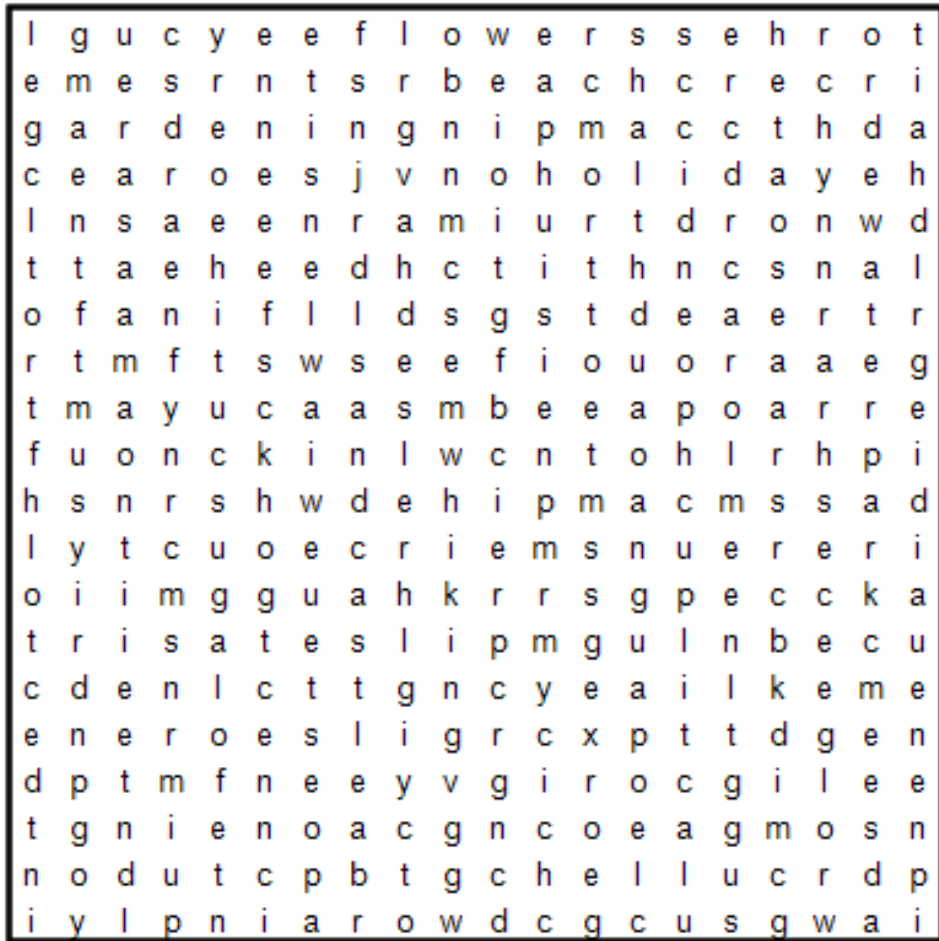 l g u c y e e f l o w e r s s e h r o t
e m e s r n t s r b e a c h c r e c r i
g a r d e n i n g n i p m a c c t h d a
c e a r o e s j v n o h o l i d a y e h
l n s a e e n r a m i u r t d r o n w d
t t a e h e e d h c t i t h n c s n a l
o f a n i f l l d s g s t d e a e r t r
r t m f t s w s e e f i o u o r a a e g
t m a y u c a a s m b e e a p o a r r e
f u o n c k i n l w c n t o h l r h p i
h s n r s h w d e h i p m a c m s s a d
l y t c u o e c r i e m s n u e r e r i
o i i m g g u a h k r r s g p e c c k a
t r i s a t e s l i p m g u l n b e c u
c d e n l c t t g n c y e a i l k e m e
e n e r o e s l i g r c x p t t d g e n
d p t m f n e e y v g i r o c g i l e e
t g n i e n o a c g n c o e a g m o s n
n o d u t c p b t g c h e l l u c r d p
i y l p n i a r o w d c g c u s g w a i